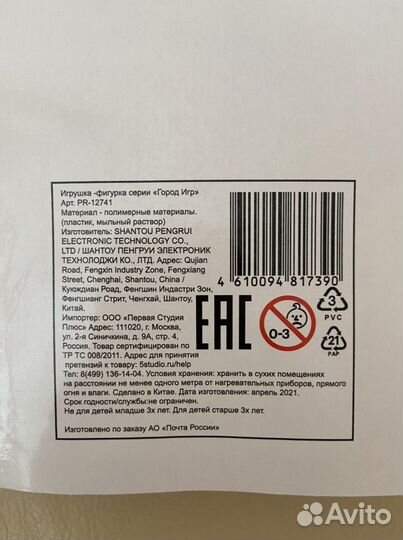 Игрушка -фигурка серии «Город Игр»
Арт. PR-12741
Материал - полимерные материалы.
(пластик, мыльный раствор)
Изготовитель: SHANTOU PENGRUI
ELECTRONIC TECHNOLOGY CO.,
LTD / ШАНТОУ ПЕНГРУИ ЭЛЕКТРОНИК
ТЕХНОЛОДЖИ КО., ЛТД. Адрес: Qujian
Road, Fengxin Industry Zone, Fengxiang
Street, Chenghai, Shantou, China /
Кукждиан Роад, Фенгшин Индастри Зон,
Фенгшианг Стрит, Ченгхай, Шантоу,
Китай.
Импортер: ООО «Первая Студия
Плюс» Адрес: 111020, г. Москва,
ул. 2-я Синичкина, д. 9А, стр. 4,
Россия. Товар сертифицирован по
ТР ТС 008/2011. Адрес для принятия
претензий к товару: 5studio.ru/help
Тел.: 8(499) 136-14-04. Условия хранения: хранить в сухих помещениях
на расстоянии не менее одного метра от нагревательных приборов, прямого
огня и влаги. Сделано в Китае. Дата изготовления: апрель 2021.
Срок годности/службы:не ограничен.
Не для детей младше 3х лет. Для детей старше 3х лет.
Изготовлено по заказу АО «Почта России»
4 610094 817390
EAC
0-3
3
PVC
21
PAP
Avito